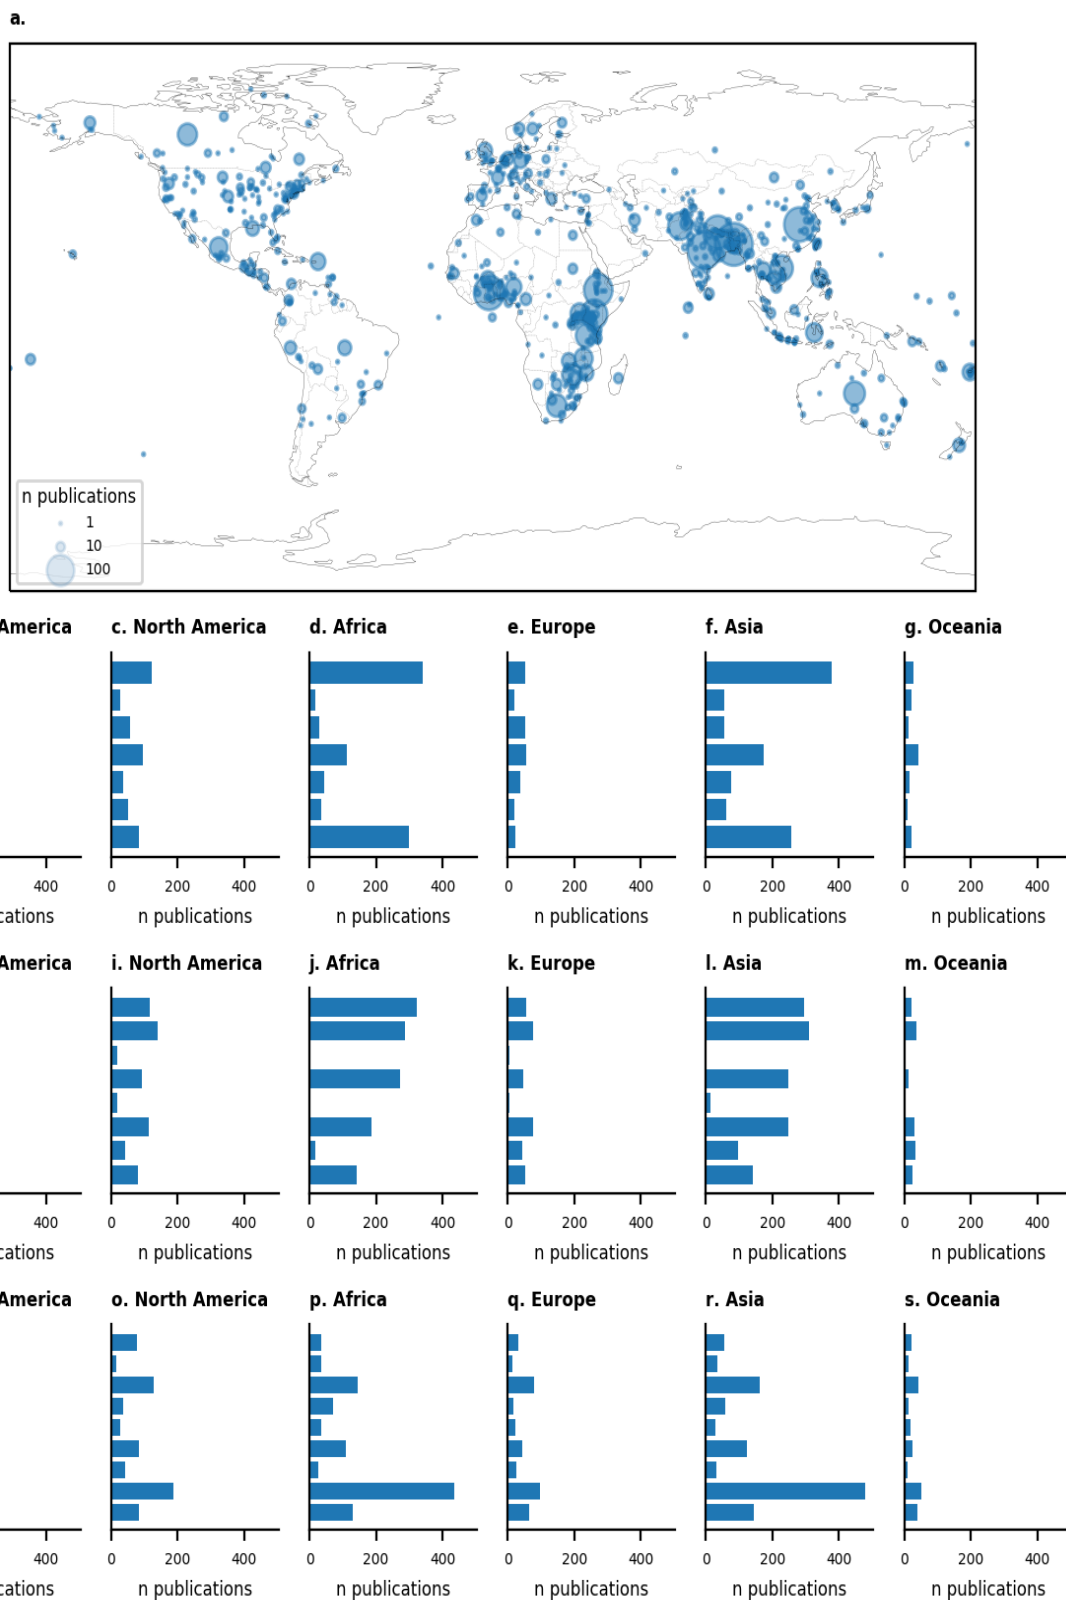 a.
n publications
1
10
100
America c. North America d. Africa e. Europe f. Asia g. Oceania
400 0 200 400 0 200 400 0 200 400 0 200 400 0 200 400
cations n publications n publications n publications n publications n publications
America i. North America j. Africa k. Europe l. Asia m. Oceania
400 0 200 400 0 200 400 0 200 400 0 200 400 0 200 400
cations n publications n publications n publications n publications n publications
America o. North America p. Africa q. Europe r. Asia s. Oceania
400 0 200 400 0 200 400 0 200 400 0 200 400 0 200 400
cations n publications n publications n publications n publications n publications